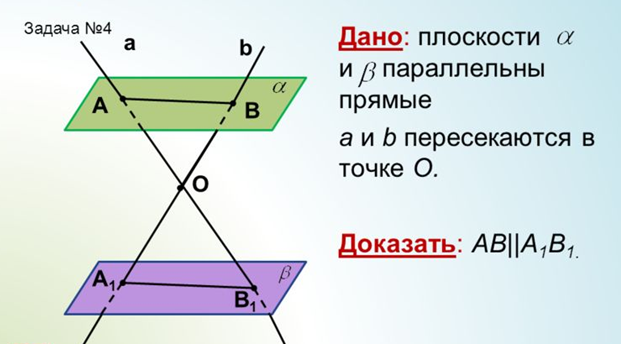 Задача №4
a
b
α
A
B
O
A₁
B₁
β
Дано: плоскости α
и β параллельны
прямые
a и b пересекаются в
точке O.
Доказать: AB||A₁B₁.